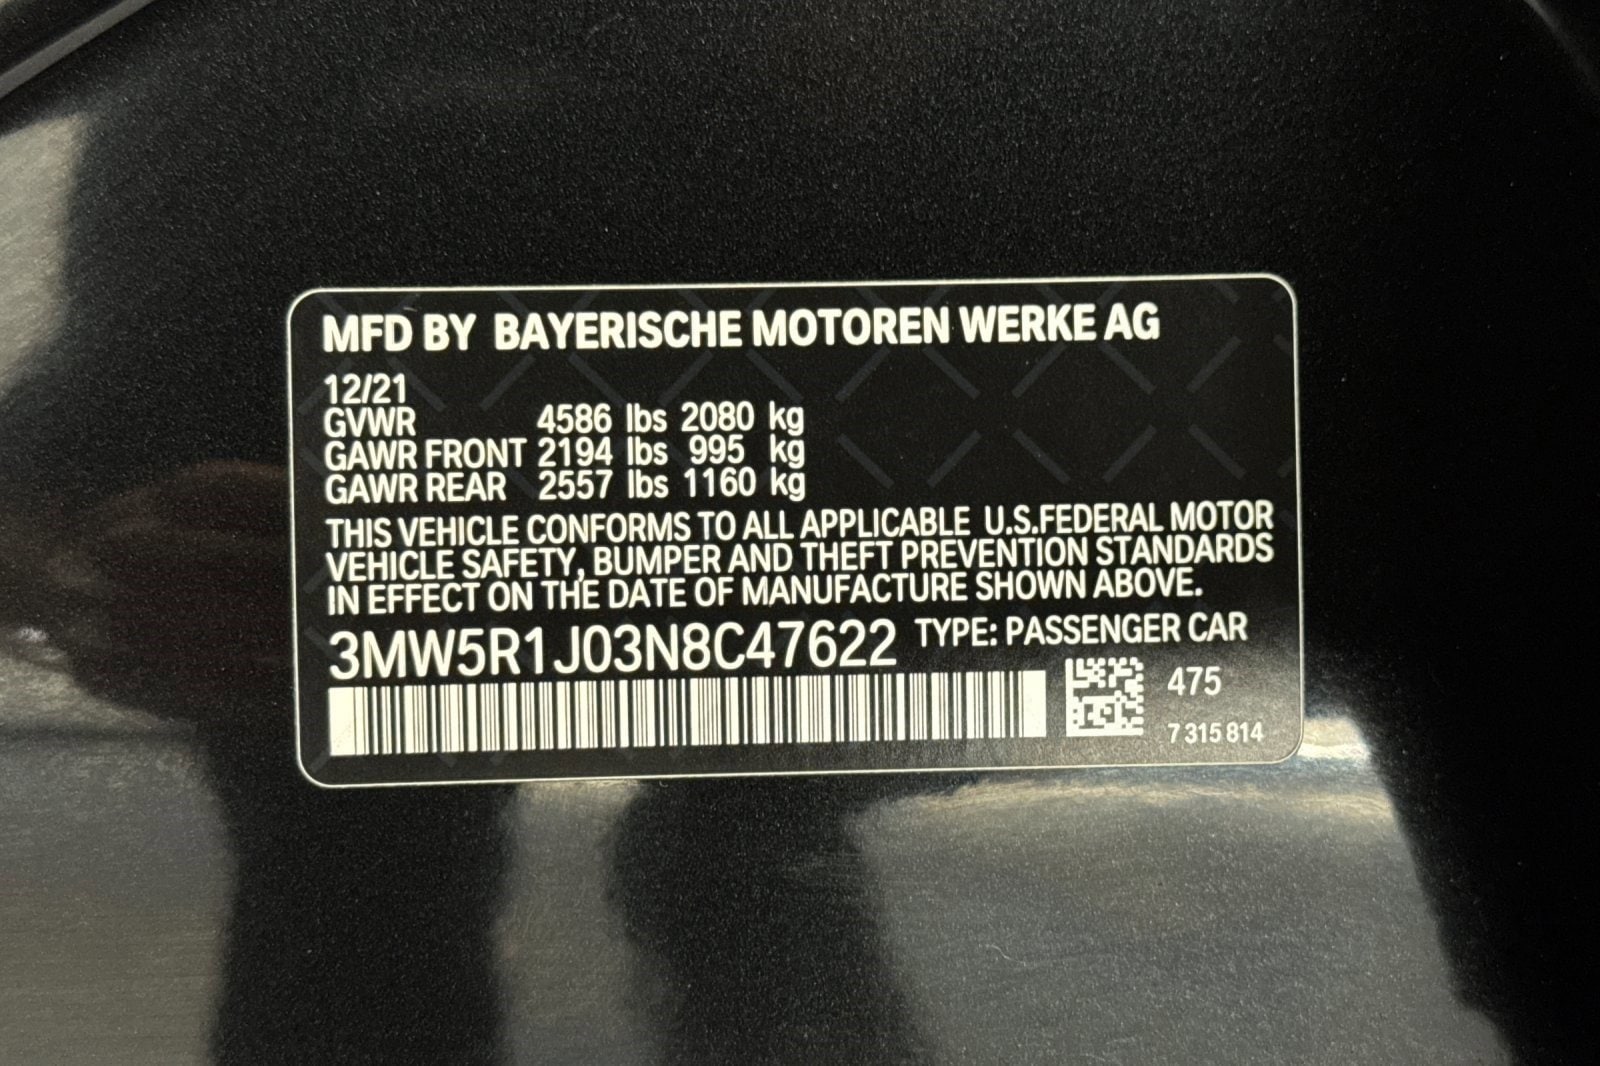 MFD BY BAYERISCHE MOTOREN WERKE AG
12/21
GVWR 4586 lbs 2080 kg
GAWR FRONT 2194 lbs 995 kg
GAWR REAR 2557 lbs 1160 kg
THIS VEHICLE CONFORMS TO ALL APPLICABLE U.S.FEDERAL MOTOR
VEHICLE SAFETY, BUMPER AND THEFT PREVENTION STANDARDS
IN EFFECT ON THE DATE OF MANUFACTURE SHOWN ABOVE.
3MW5R1J03N8C47622 TYPE: PASSENGER CAR
475
7 315 814